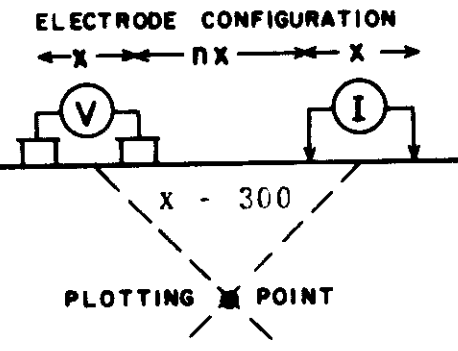 ELECTRODE CONFIGURATION
x nx x
V I
x - 300
PLOTTING POINT